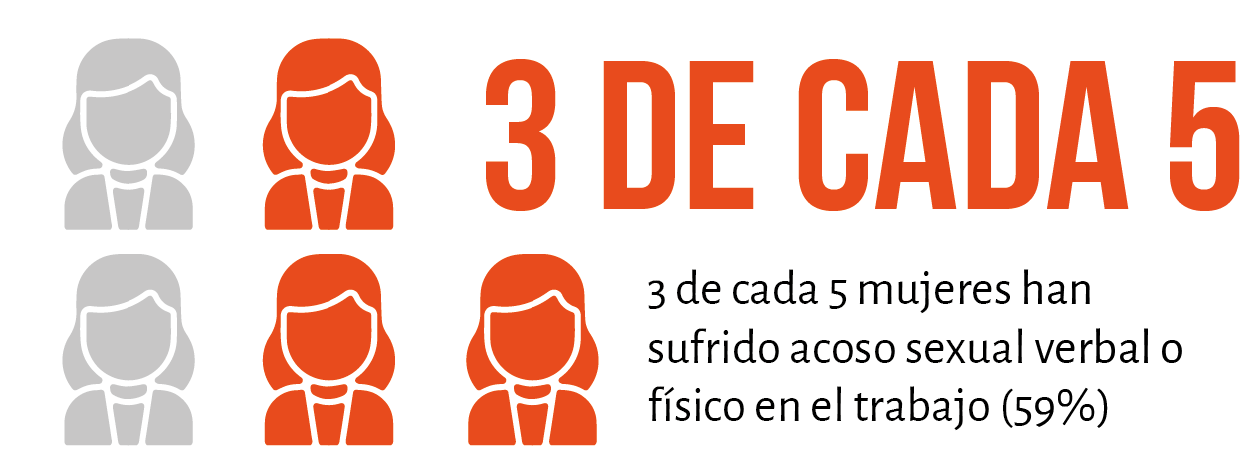 3 DE CADA 5
3 de cada 5 mujeres han
sufrido acoso sexual verbal o
físico en el trabajo (59%)